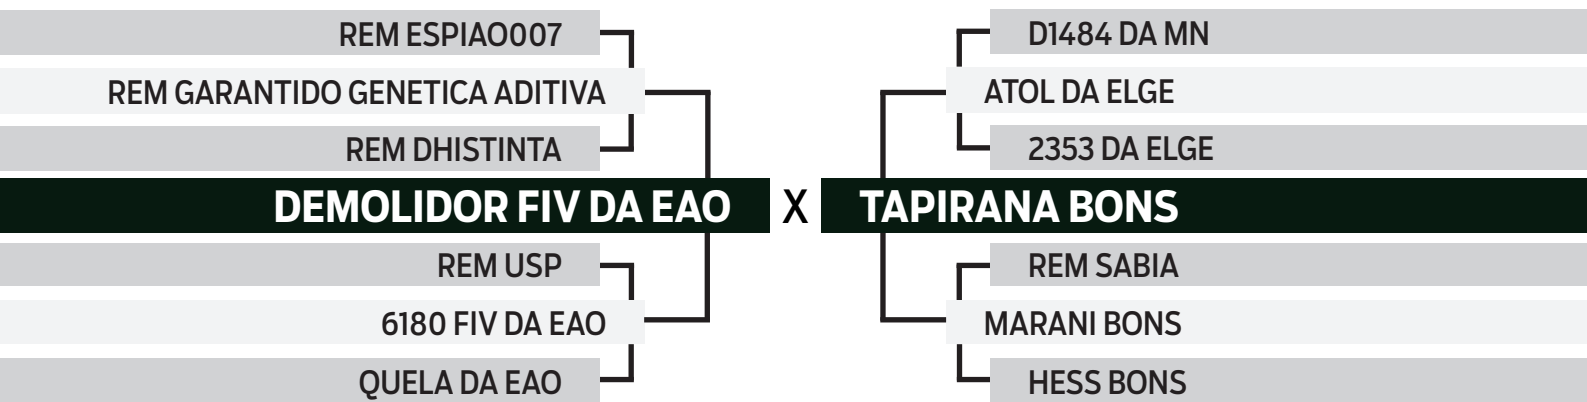 REM ESPIAO007
REM GARANTIDO GENETICA ADITIVA
REM DHISTINTA
DEMOLIDOR FIV DA EAO
REM USP
6180 FIV DA EAO
QUELA DA EAO
X
D1484 DA MN
ATOL DA ELGE
2353 DA ELGE
TAPIRANA BONS
REM SABIA
MARANI BONS
HESS BONS